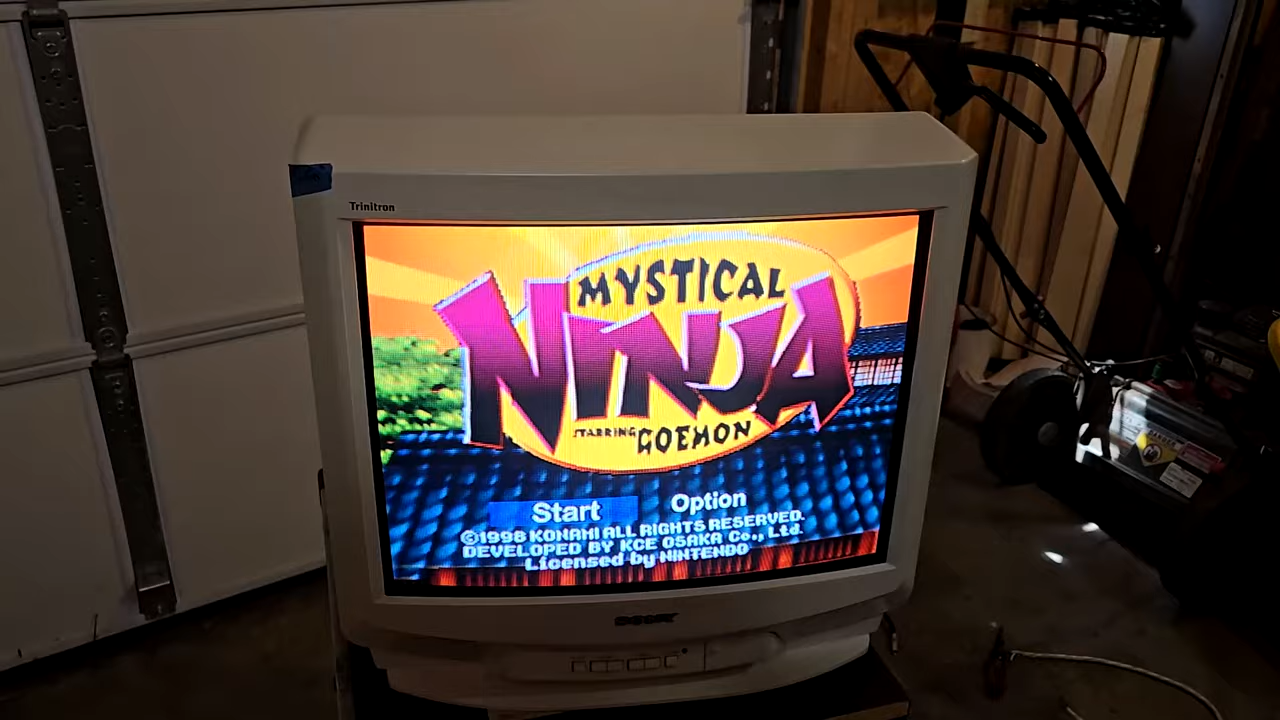 Trinitron
MYSTICAL
NINJA
STARRING GOEMON
Start Option
©1998 KONAMI ALL RIGHTS RESERVED.
DEVELOPED BY KCE OSAKA Co., Ltd.
Licensed by NINTENDO
SONY